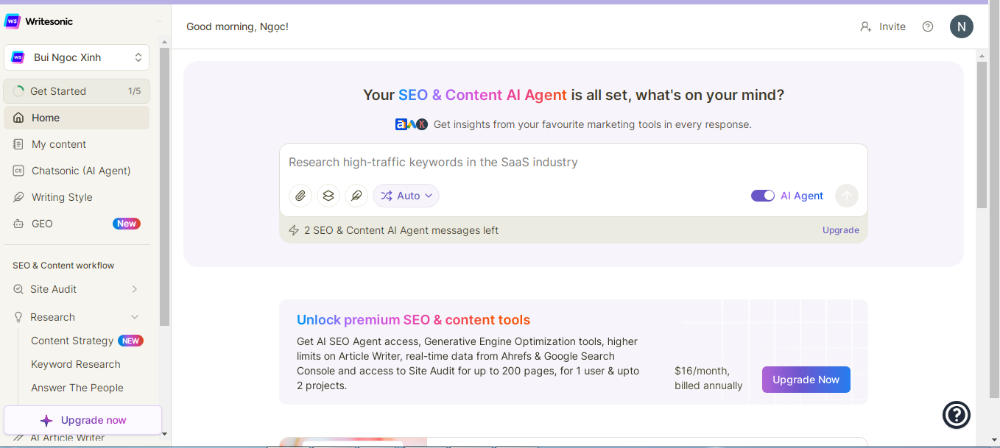 ws Writesonic
ws Bui Ngoc Xinh
Get Started 1/5
Home
My content
cs Chatsonic (AI Agent)
Writing Style
GEO New
SEO & Content workflow
Site Audit
Research
Content Strategy NEW
Keyword Research
Answer The People
Upgrade now
AI Article Writer
Good morning, Ngọc!
Invite
N
Your SEO & Content AI Agent is all set, what's on your mind?
a K Get insights from your favourite marketing tools in every response.
Research high-traffic keywords in the SaaS industry
Auto
AI Agent
2 SEO & Content AI Agent messages left
Upgrade
Unlock premium SEO & content tools
Get AI SEO Agent access, Generative Engine Optimization tools, higher
limits on Article Writer, real-time data from Ahrefs & Google Search
Console and access to Site Audit for up to 200 pages, for 1 user & upto
2 projects.
$16/month,
billed annually
Upgrade Now